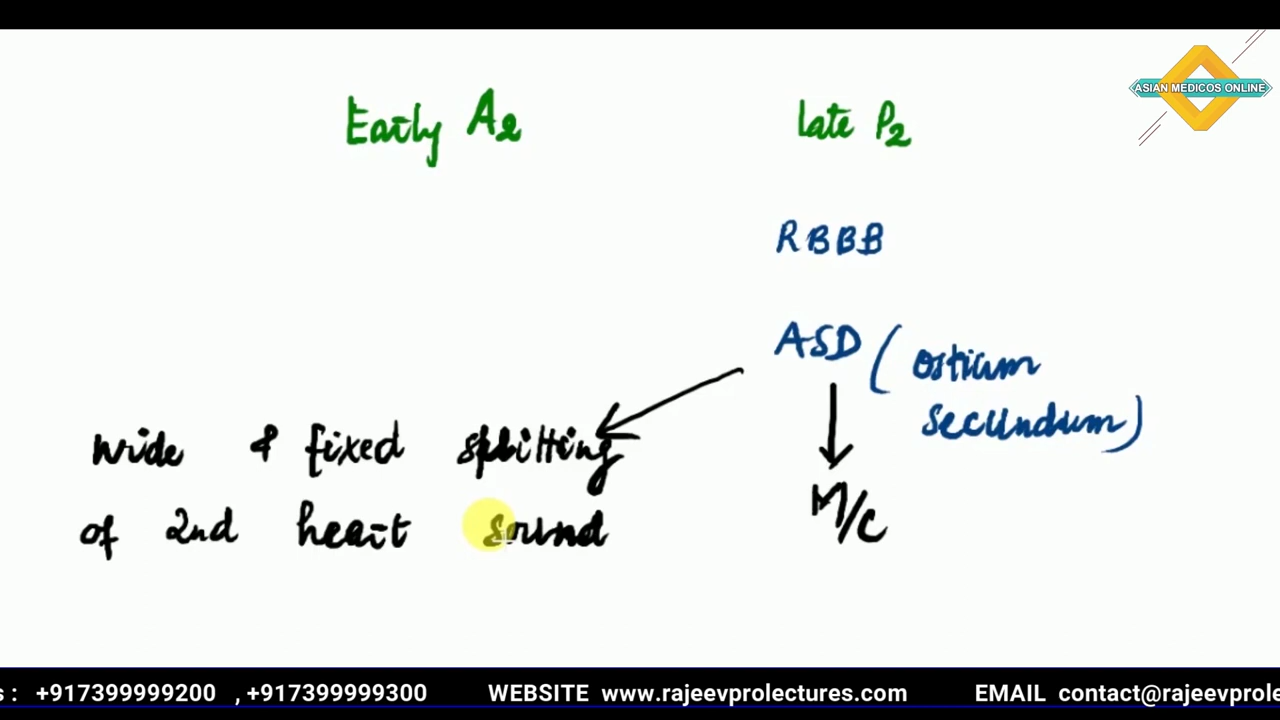 ASIAN MEDICOS ONLINE
Early A2
Late P2
RBBB
ASD (Ostium
secundum)
Wide & fixed splitting
of 2nd heart sound
M/C
s : +917399999200 , +917399999300 WEBSITE www.rajeevprolectures.com EMAIL contact@rajeevprole